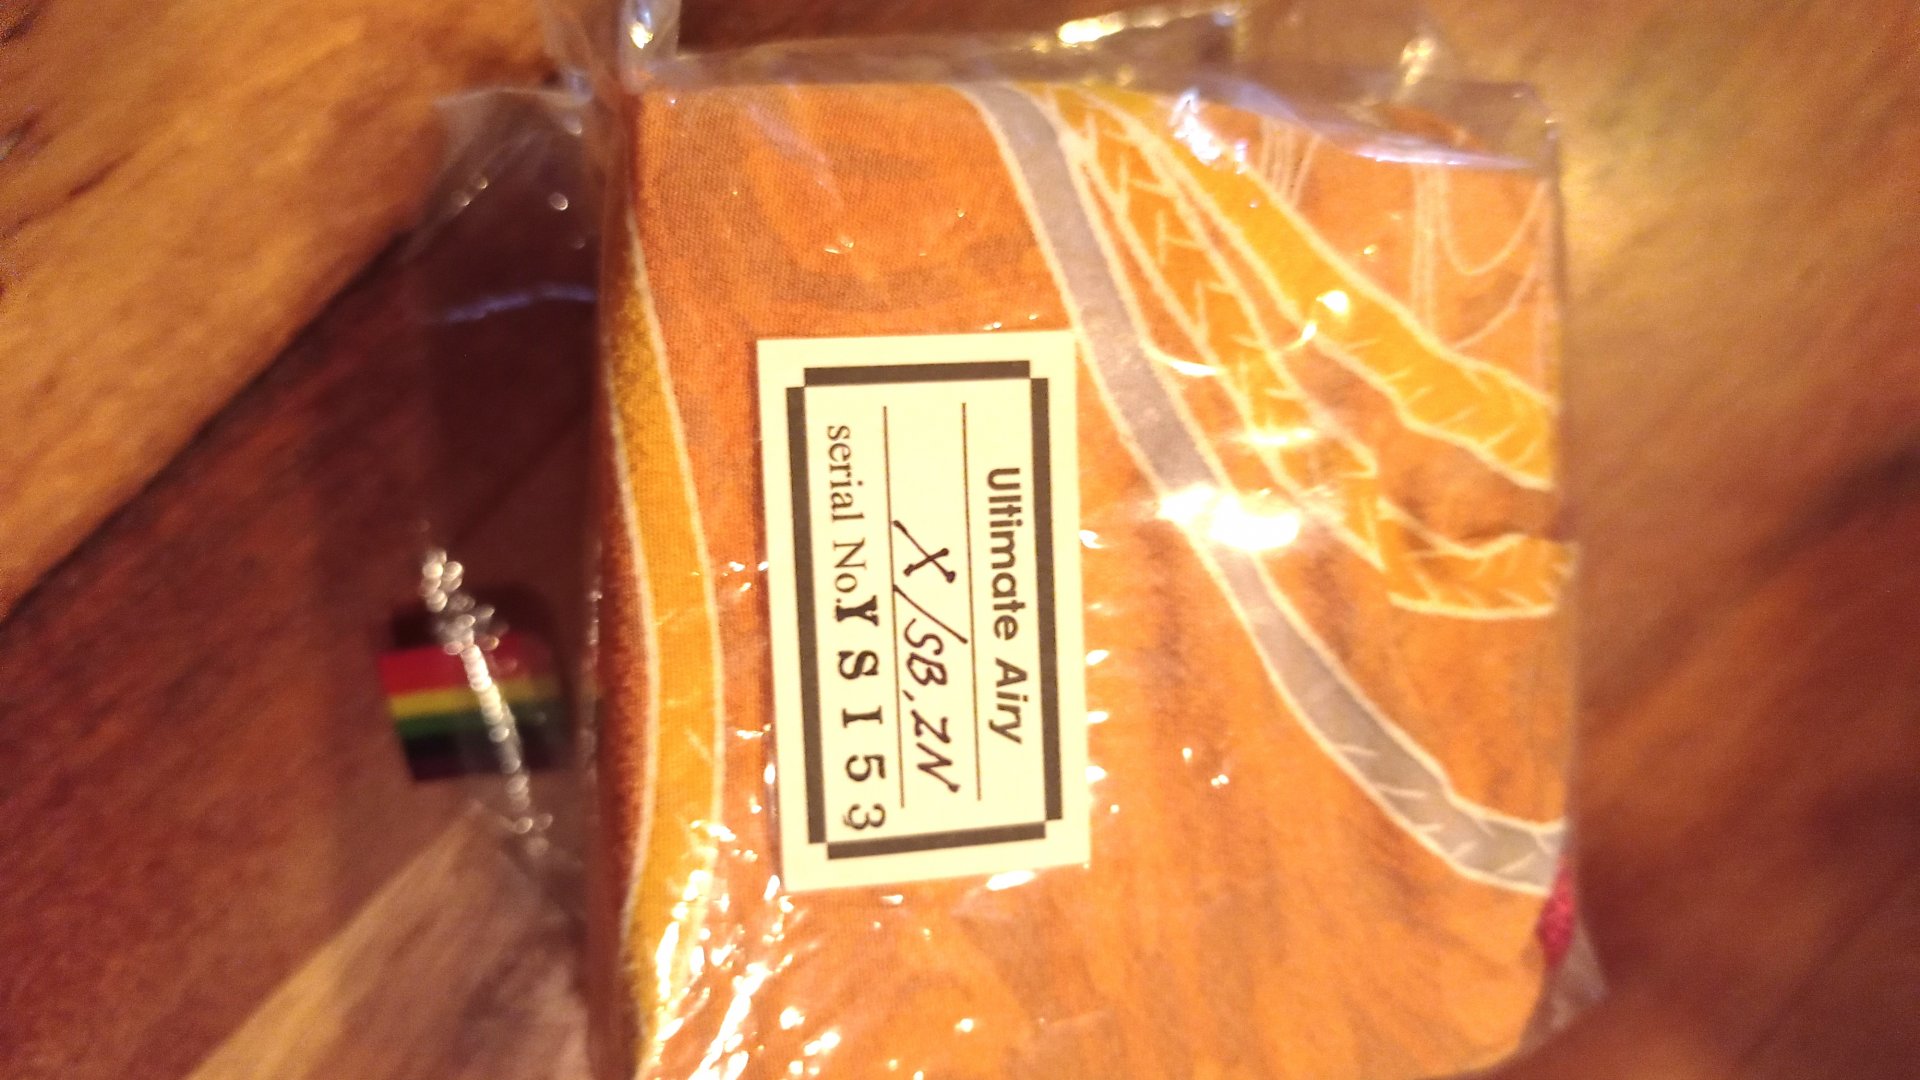 Ultimate Airy
X/SB, ZN
serial No.YSI53